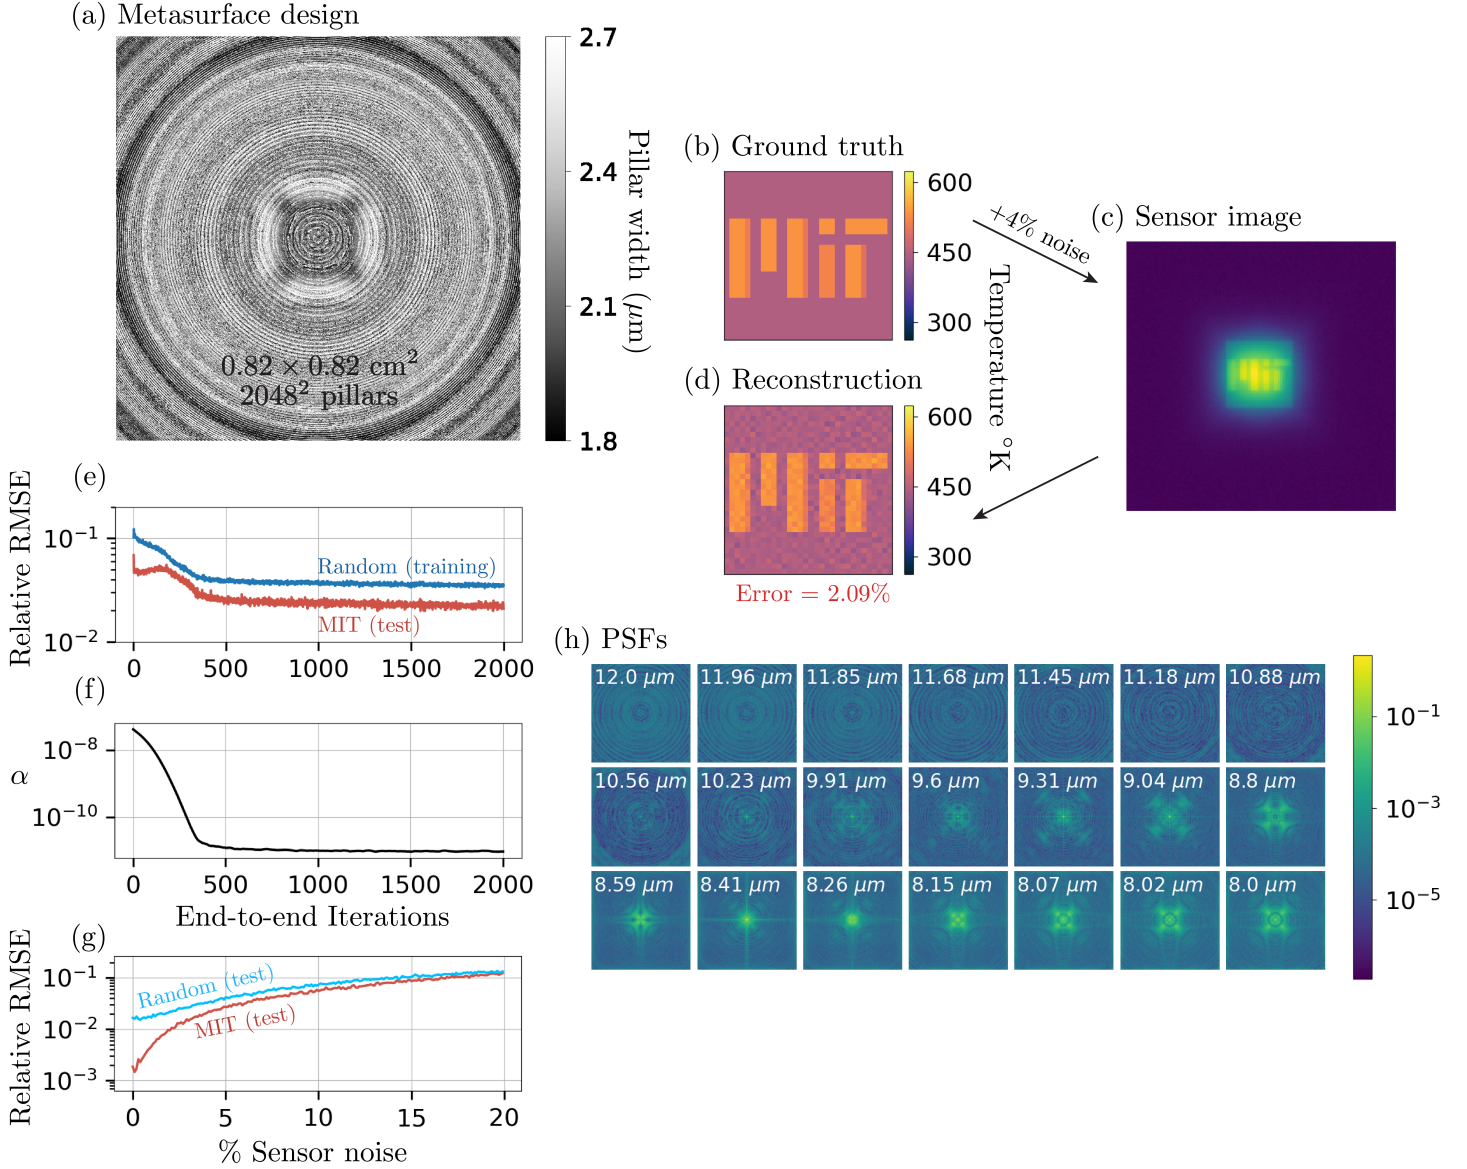 (a) Metasurface design
2.7
2.4
2.1
1.8
Pillar width (μm)
0.82 × 0.82 cm²
2048² pillars
(b) Ground truth
600
450
300
+4% noise
(c) Sensor image
Temperature °K
(d) Reconstruction
600
450
300
Error = 2.09%
(e)
Relative RMSE
10⁻¹
10⁻²
Random (training)
MIT (test)
0 500 1000 1500 2000
(f)
α
10⁻⁸
10⁻¹⁰
0 500 1000 1500 2000
End-to-end Iterations
(g)
Relative RMSE
10⁻¹
10⁻²
10⁻³
Random (test)
MIT (test)
0 5 10 15 20
% Sensor noise
(h) PSFs
12.0 μm 11.96 μm 11.85 μm 11.68 μm 11.45 μm 11.18 μm 10.88 μm
10.56 μm 10.23 μm 9.91 μm 9.6 μm 9.31 μm 9.04 μm 8.8 μm
8.59 μm 8.41 μm 8.26 μm 8.15 μm 8.07 μm 8.02 μm 8.0 μm
10⁻¹
10⁻³
10⁻⁵